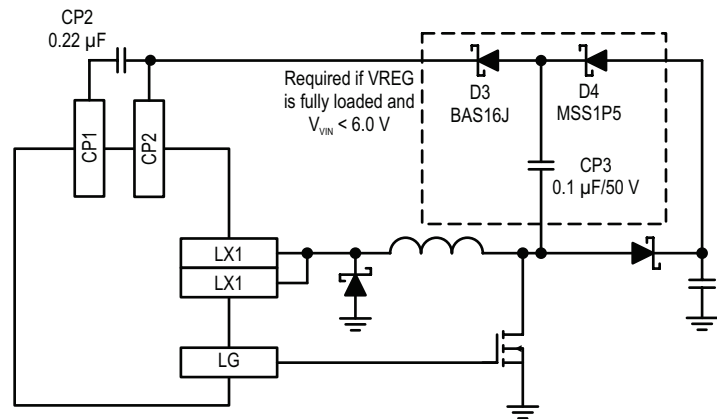 CP2
0.22 µF
Required if VREG
is fully loaded and
V_VIN < 6.0 V
D3
BAS16J
D4
MSS1P5
CP3
0.1 µF/50 V
CP1
CP2
LX1
LX1
LG